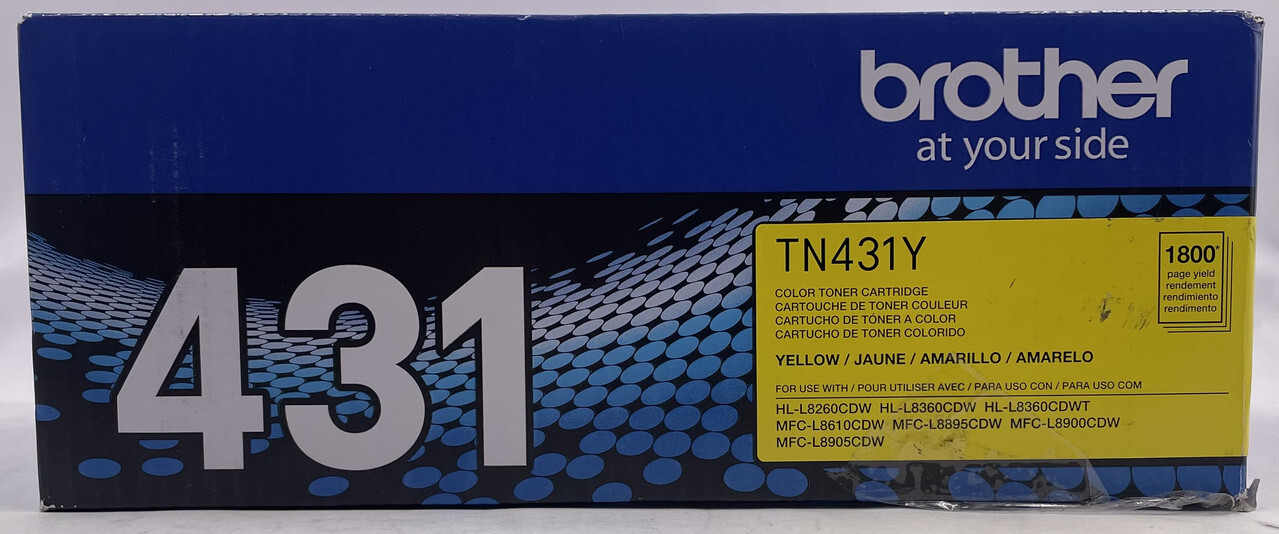 brother
at your side
431
TN431Y
1800*
page yield
rendement
rendimiento
rendimento
COLOR TONER CARTRIDGE
CARTOUCHE DE TONER COULEUR
CARTUCHO DE TÓNER A COLOR
CARTUCHO DE TONER COLORIDO
YELLOW / JAUNE / AMARILLO / AMARELO
FOR USE WITH / POUR UTILISER AVEC / PARA USO CON / PARA USO COM
HL-L8260CDW HL-L8360CDW HL-L8360CDWT
MFC-L8610CDW MFC-L8895CDW MFC-L8900CDW
MFC-L8905CDW